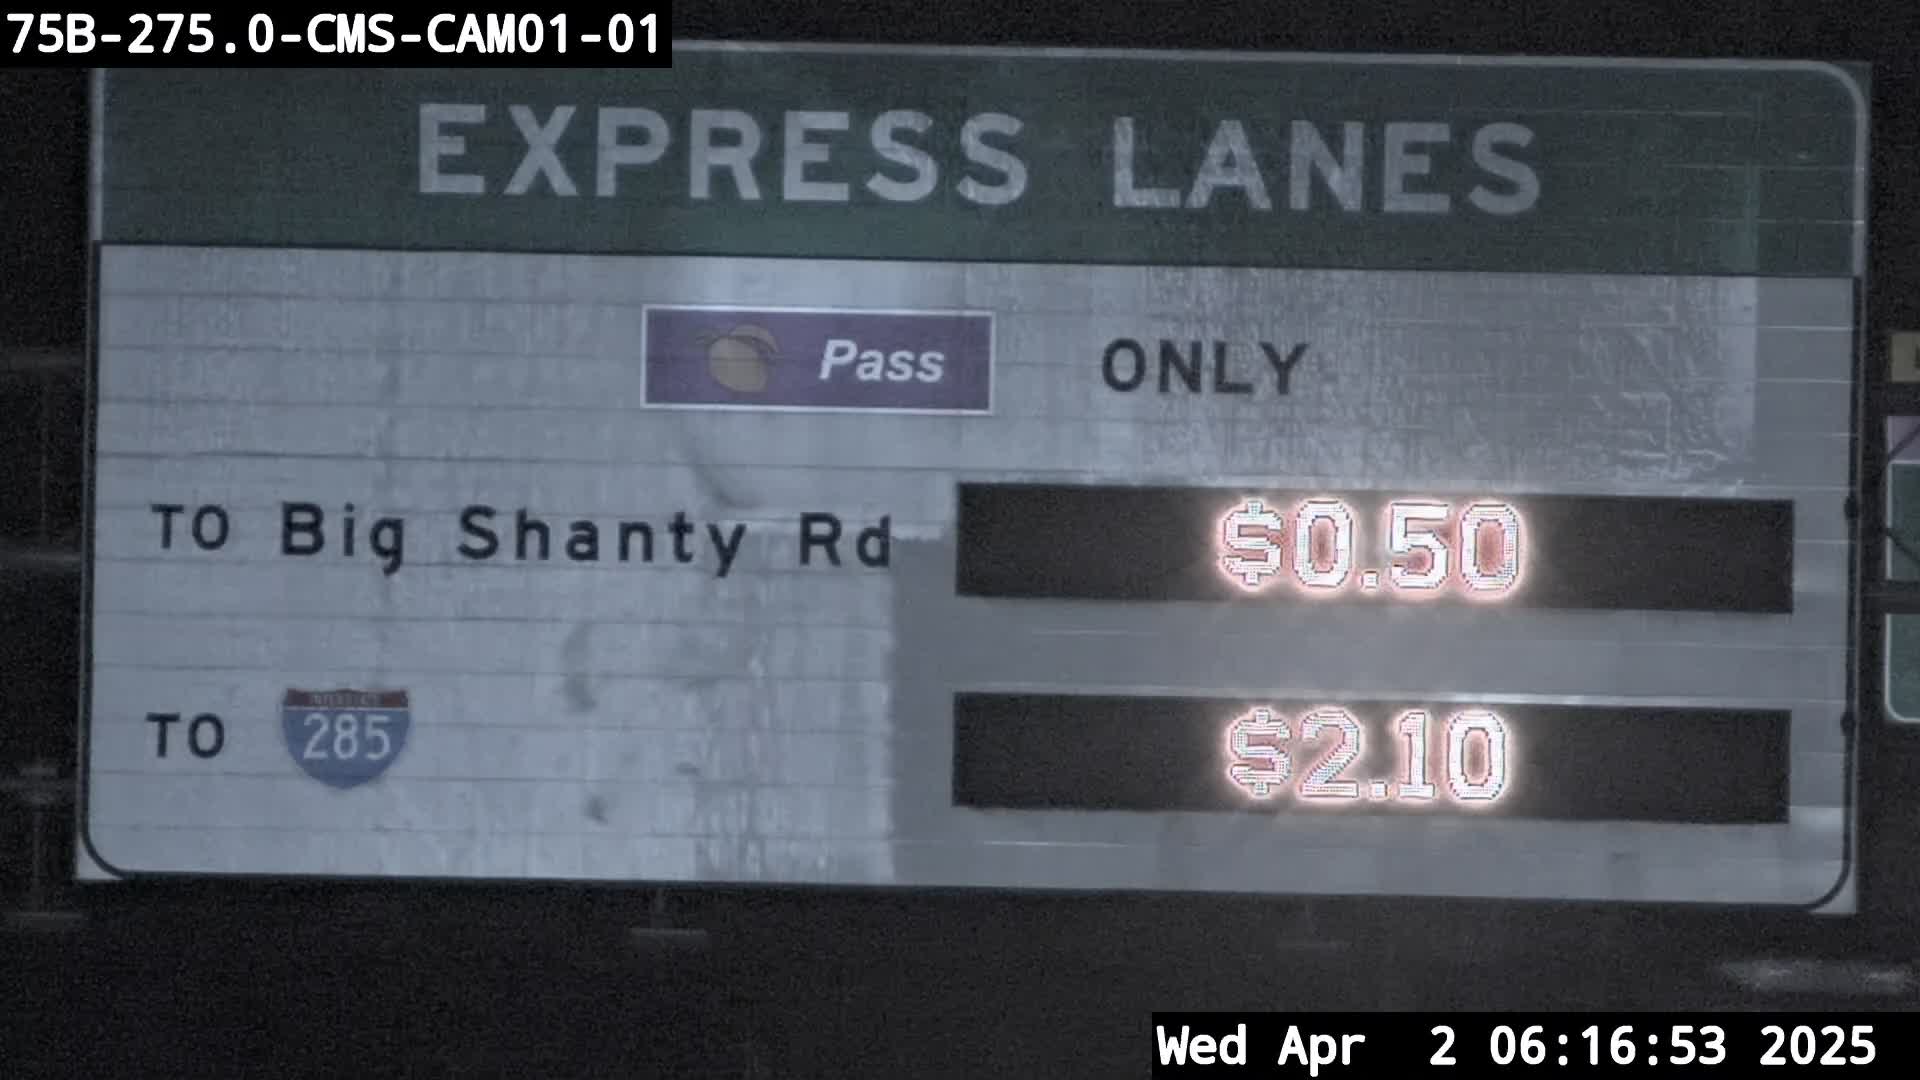 75B-275.0-CMS-CAM01-01
EXPRESS LANES
Pass ONLY
TO Big Shanty Rd $0.50
TO 285 $2.10
Wed Apr 2 06:16:53 2025